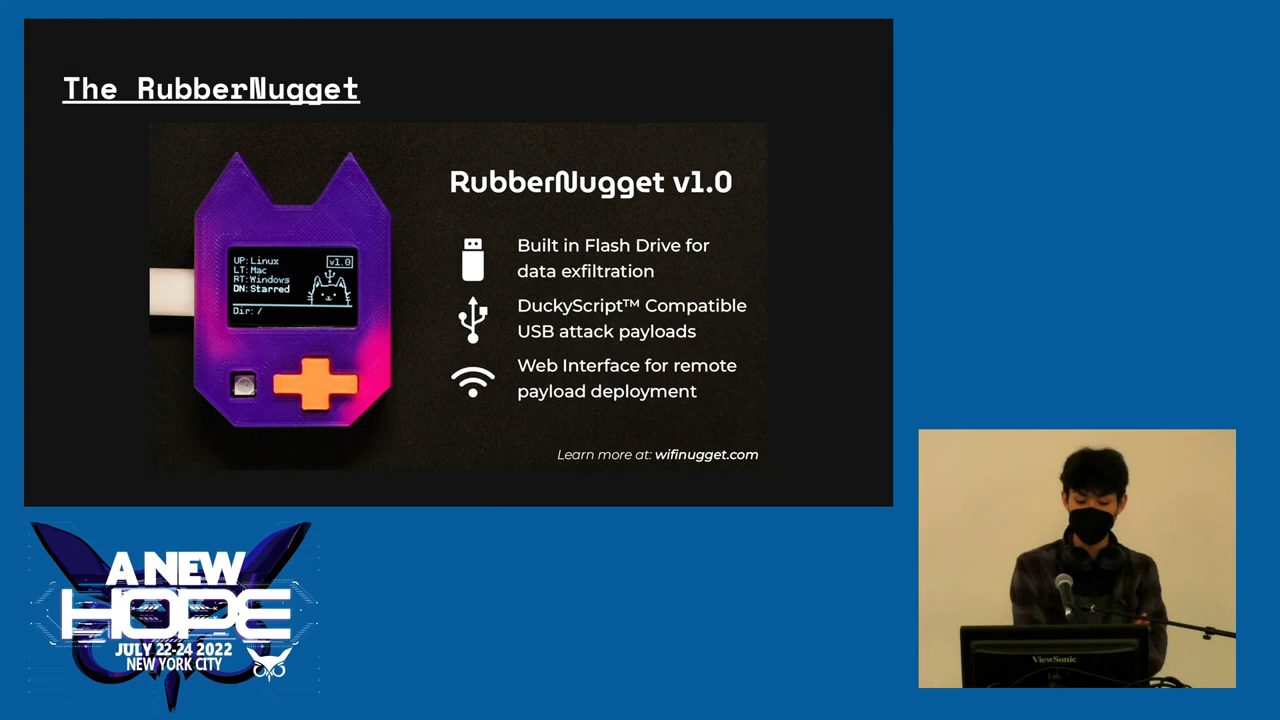 The RubberNugget
UP: Linux
LT: Mac
RT: Windows
DN: Starred
v1.0
Dir: /
RubberNugget v1.0
Built in Flash Drive for
data exfiltration
DuckyScript™ Compatible
USB attack payloads
Web Interface for remote
payload deployment
Learn more at: wifinugget.com
A NEW
HOPE
JULY 22-24 2022
NEW YORK CITY
ViewSonic